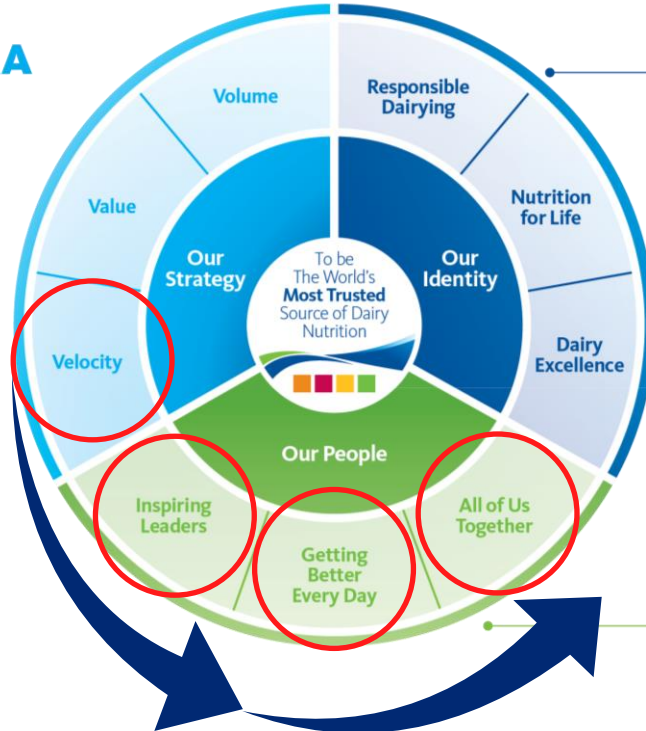 A
Volume
Value
Velocity
Our
Strategy
Responsible
Dairying
Nutrition
for Life
Dairy
Excellence
Our
Identity
To be
The World's
Most Trusted
Source of Dairy
Nutrition
Our People
Inspiring
Leaders
Getting
Better
Every Day
All of Us
Together